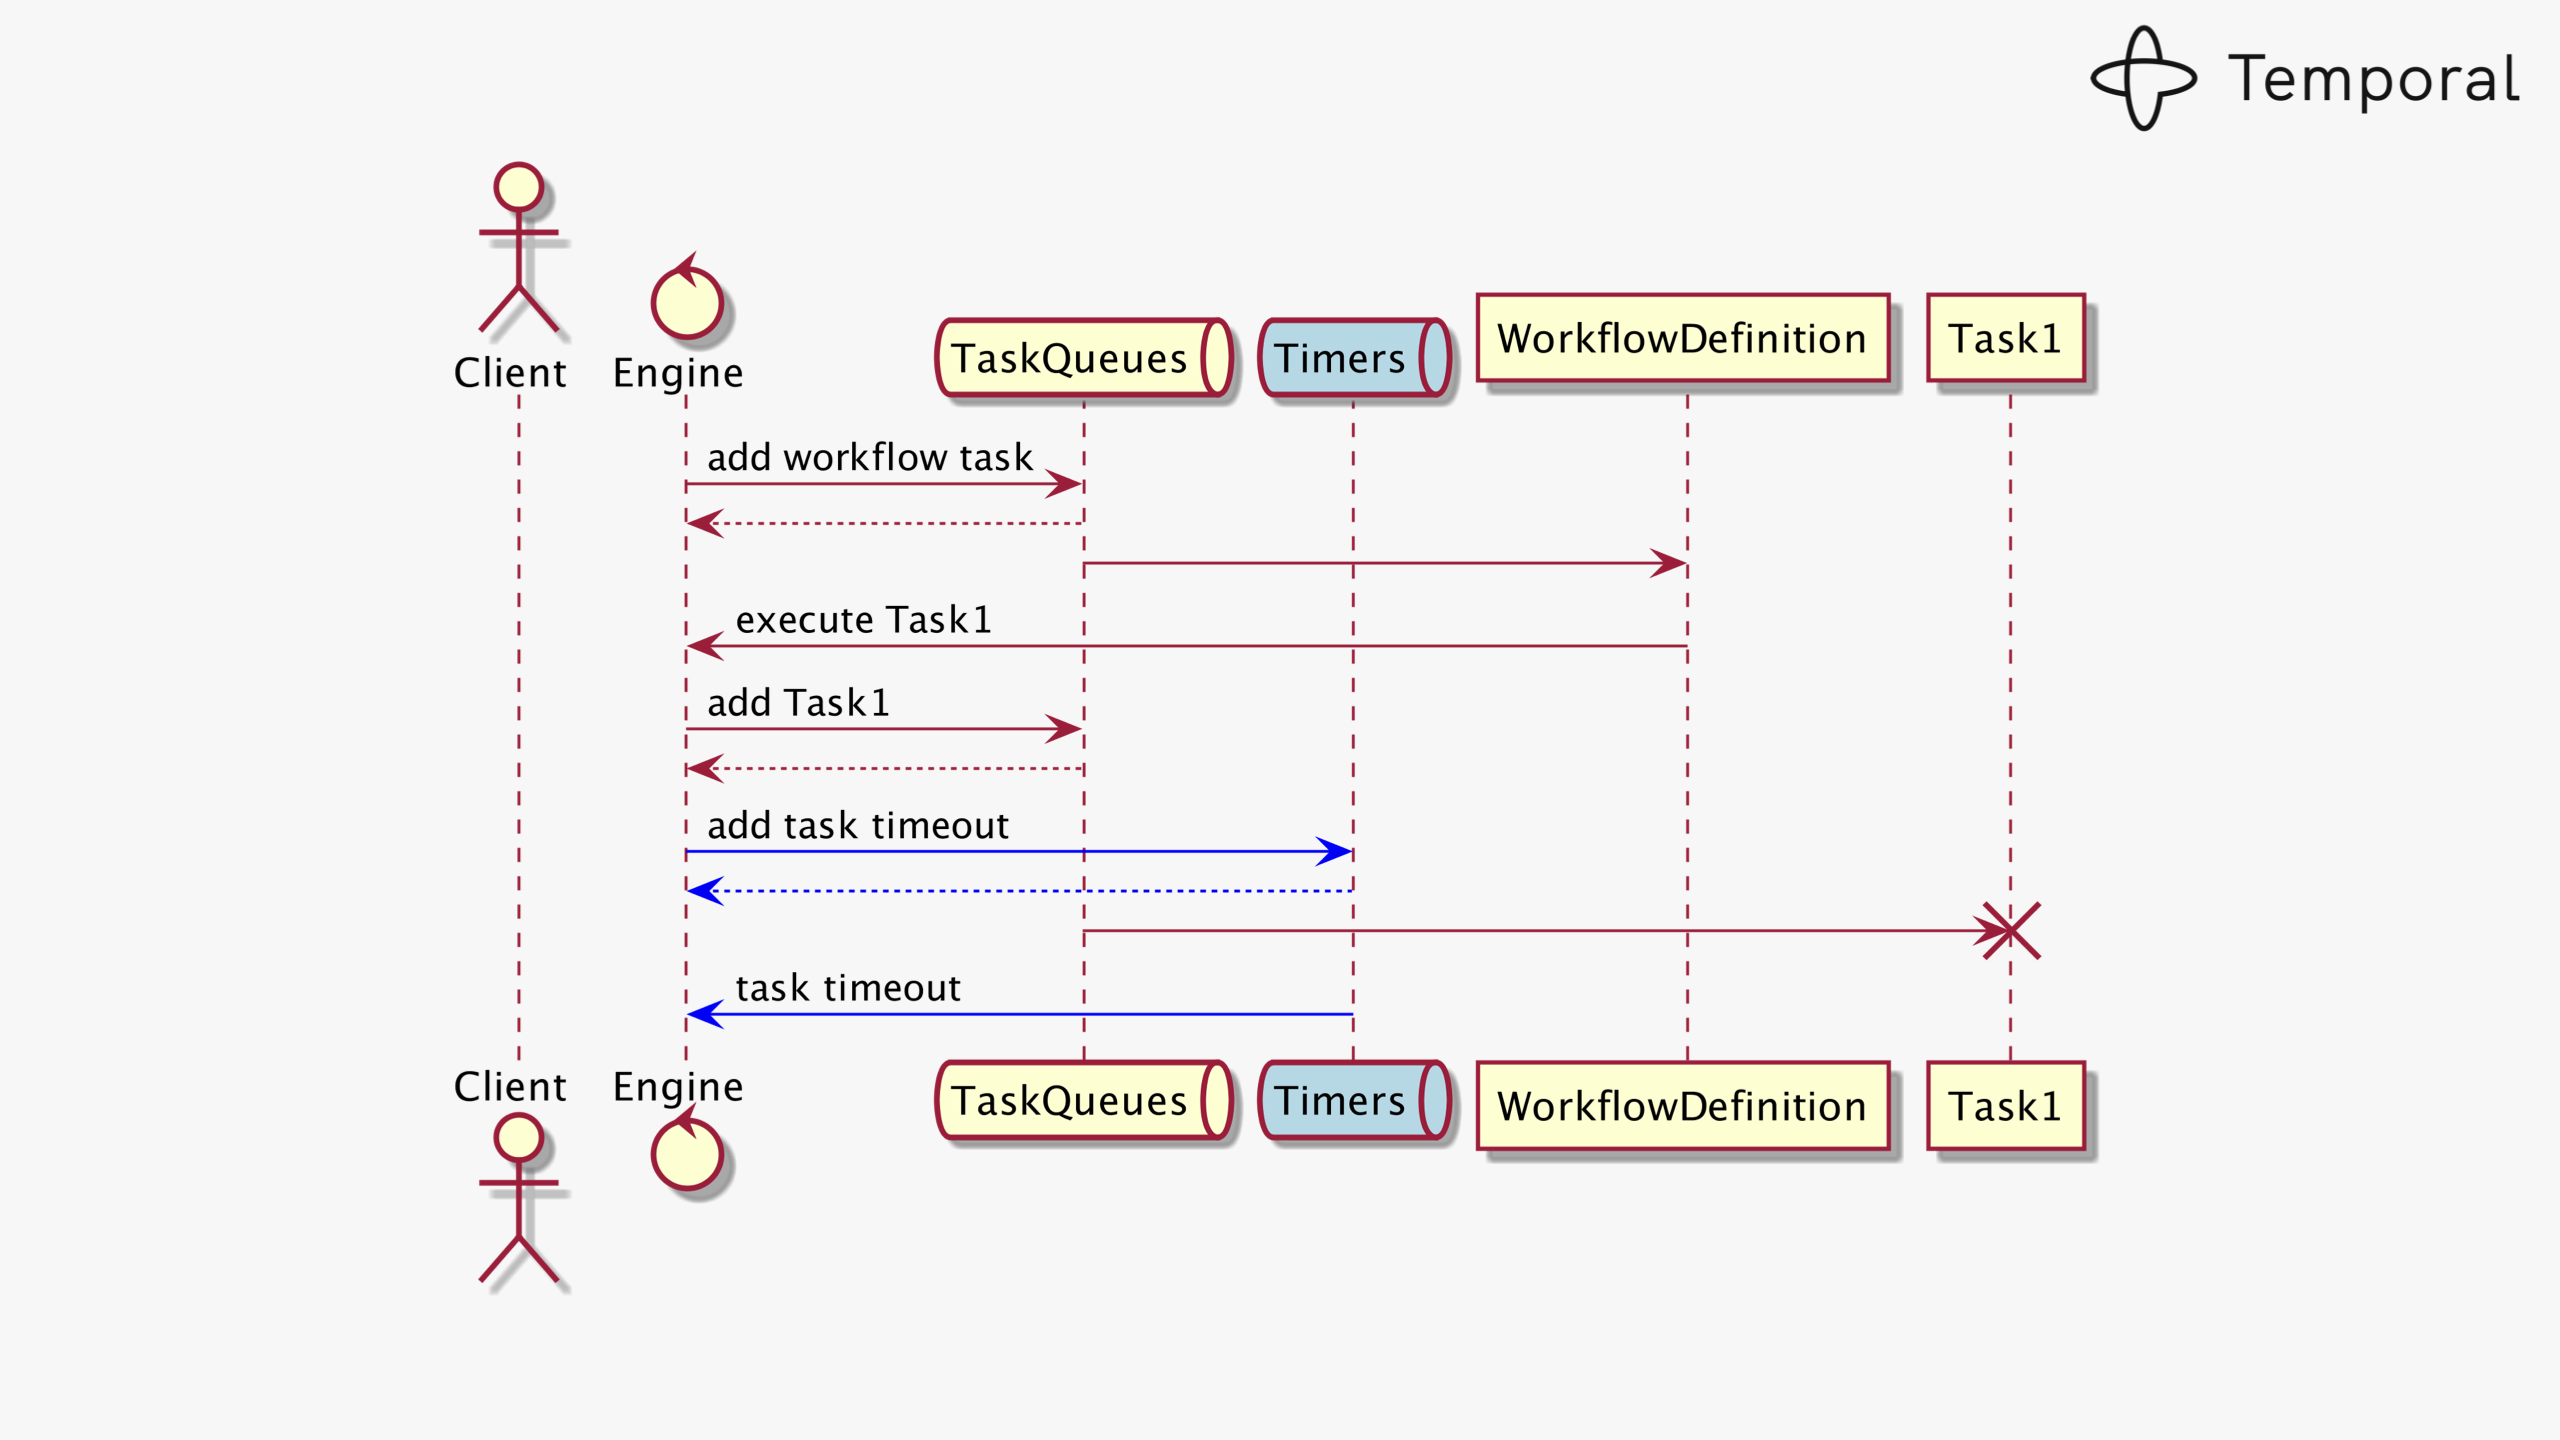 Temporal
Client
Engine
TaskQueues
Timers
WorkflowDefinition
Task1
add workflow task
execute Task1
add Task1
add task timeout
task timeout
Client
Engine
TaskQueues
Timers
WorkflowDefinition
Task1